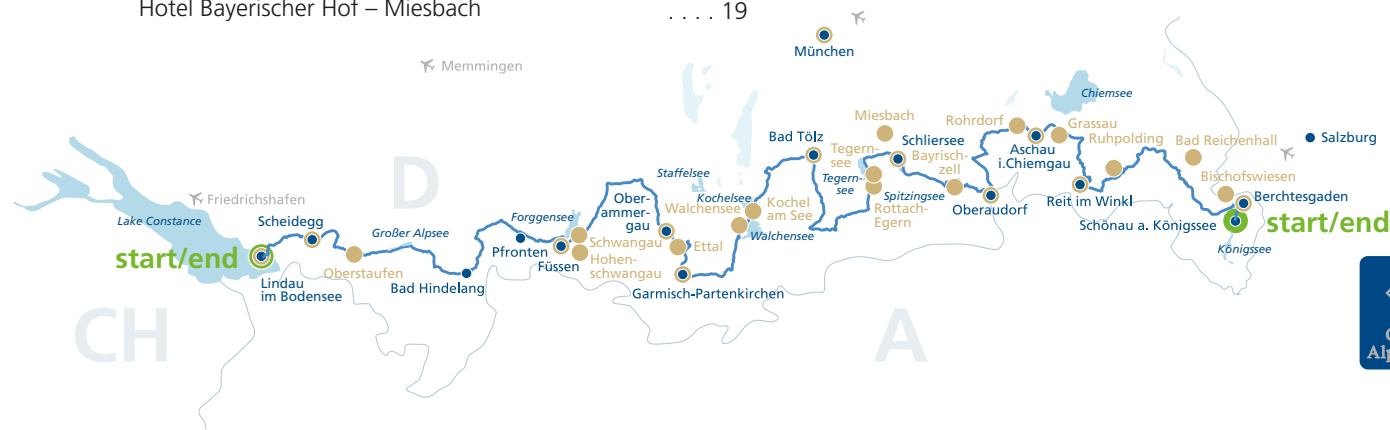 Hotel Bayerischer Hof – Miesbach . . . . 19
München
Memmingen
Chiemsee
Miesbach
Rohrdorf
Grassau
Bad Tölz
Schliersee
Ruhpolding
Bad Reichenhall
Salzburg
Tegern-
see
Bayrisch-
zell
Aschau
i.Chiemgau
D
Staffelsee
Tegern-
see
Bischofswiesen
Friedrichshafen
Ober-
ammer-
gau
Kochelsee
Spitzingsee
Berchtesgaden
Lake Constance
Scheidegg
Forggensee
Walchensee
Kochel
am See
Rottach-
Egern
Oberaudorf
Reit im Winkl
Schönau a. Königssee
start/end
Großer Alpsee
Schwangau
Ettal
Walchensee
Pfronten
Füssen
Hohen-
schwangau
Königssee
start/end
Oberstaufen
Lindau
im Bodensee
Bad Hindelang
Garmisch-Partenkirchen
CH
A